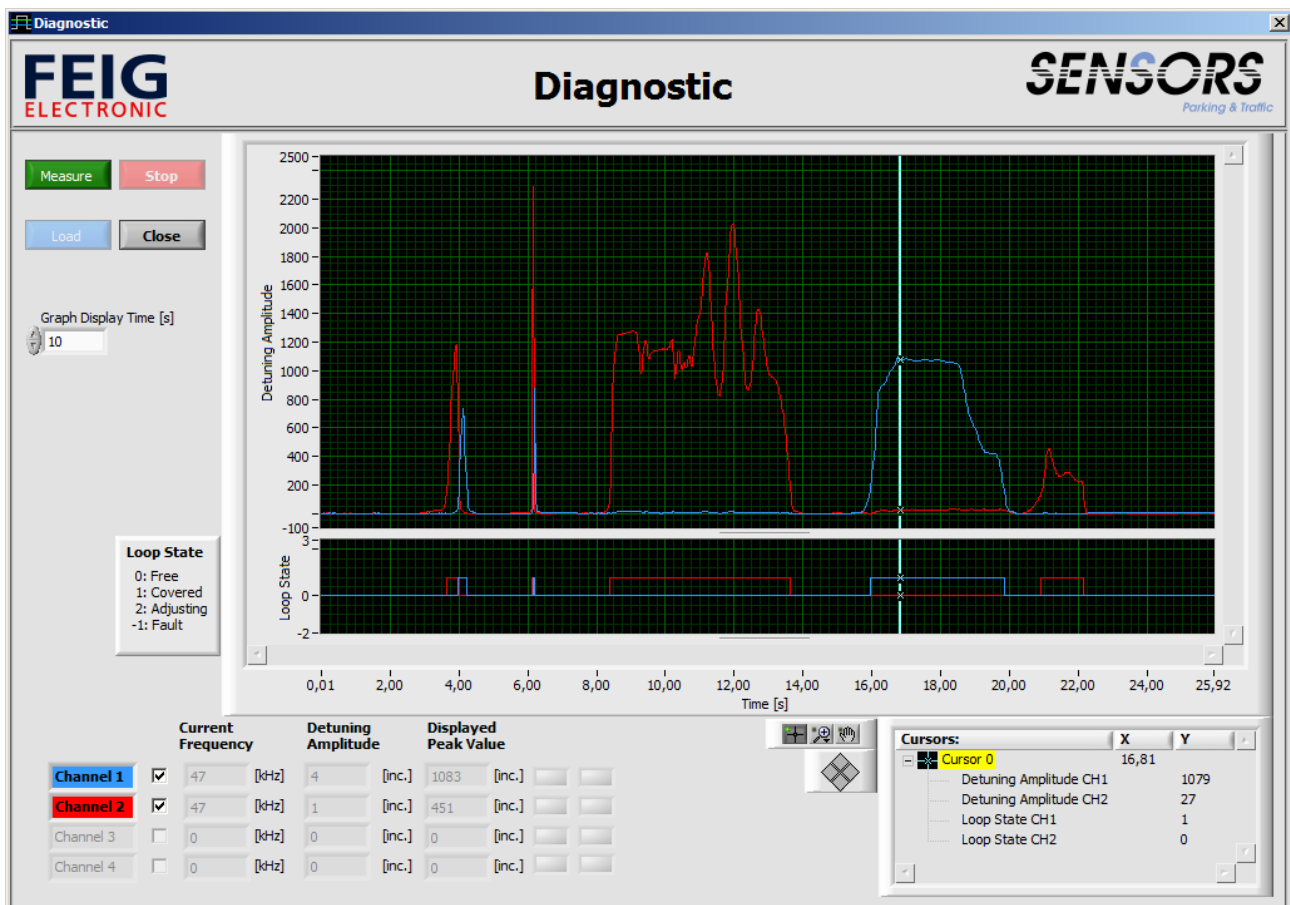 Diagnostic
FEIG
ELECTRONIC
Diagnostic
SENSORS
Parking & Traffic
Measure
Stop
Load
Close
Graph Display Time [s]
10
Detuning Amplitude
2500
2200
2000
1800
1600
1400
1200
1000
800
600
400
200
-100
Loop State
3
0
-2
Loop State
0: Free
1: Covered
2: Adjusting
-1: Fault
0,01 2,00 4,00 6,00 8,00 10,00 12,00 14,00 16,00 18,00 20,00 22,00 24,00 25,92
Time [s]
Current Detuning Displayed
Frequency Amplitude Peak Value
Channel 1 47 [kHz] 4 [inc.] 1083 [inc.]
Channel 2 47 [kHz] 1 [inc.] 451 [inc.]
Channel 3 0 [kHz] 0 [inc.] 0 [inc.]
Channel 4 0 [kHz] 0 [inc.] 0 [inc.]
Cursors: X Y
Cursor 0 16,81
Detuning Amplitude CH1 1079
Detuning Amplitude CH2 27
Loop State CH1 1
Loop State CH2 0